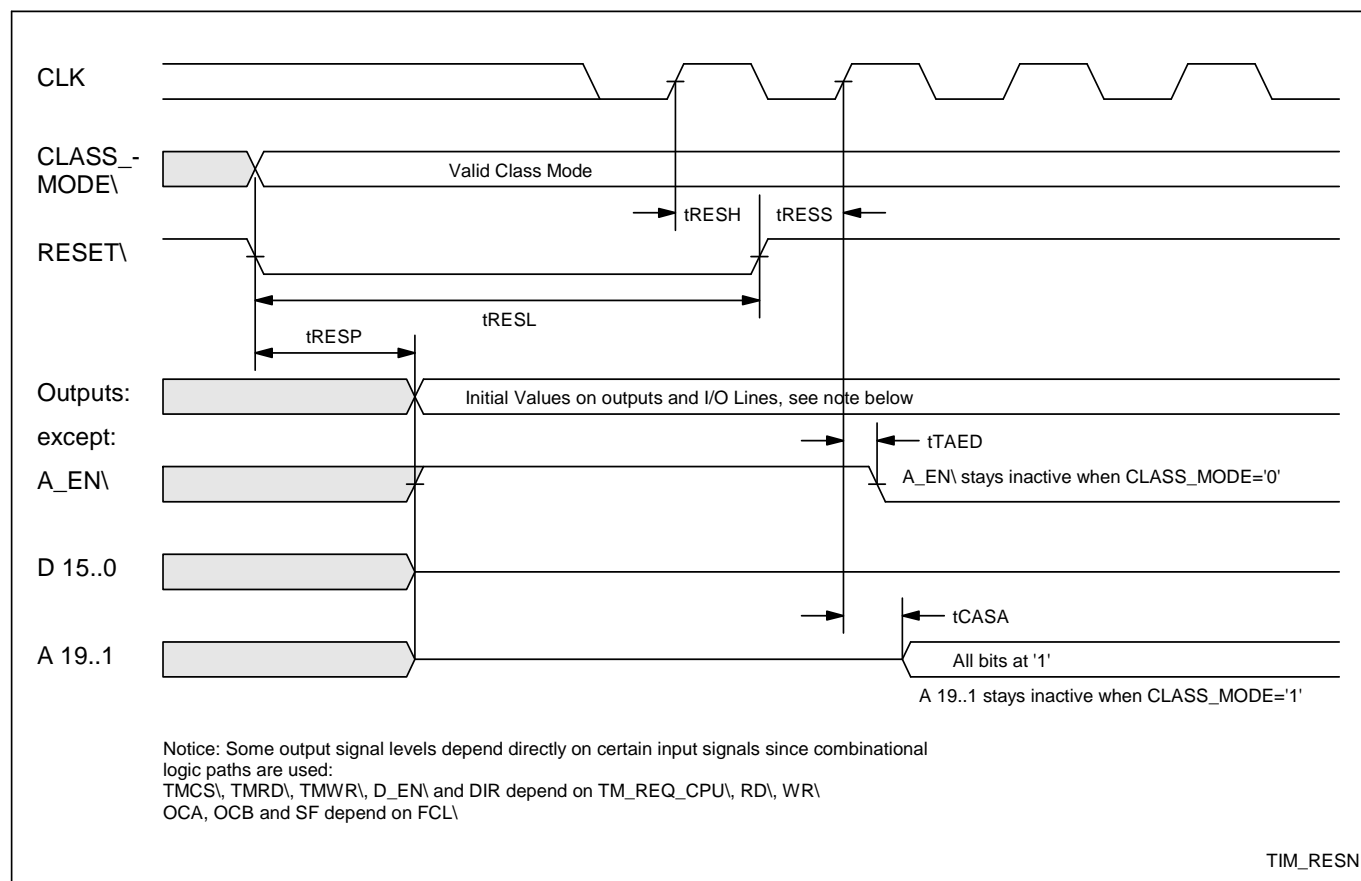 CLK
CLASS_-
MODE\
Valid Class Mode
tRESH
tRESS
RESET\
tRESL
tRESP
Outputs:
Initial Values on outputs and I/O Lines, see note below
except:
tTAED
A_EN\
A_EN\ stays inactive when CLASS_MODE='0'
D 15..0
tCASA
A 19..1
All bits at '1'
A 19..1 stays inactive when CLASS_MODE='1'
Notice: Some output signal levels depend directly on certain input signals since combinational
logic paths are used:
TMCS\, TMRD\, TMWR\, D_EN\ and DIR depend on TM_REQ_CPU\, RD\, WR\
OCA, OCB and SF depend on FCL\
TIM_RESN